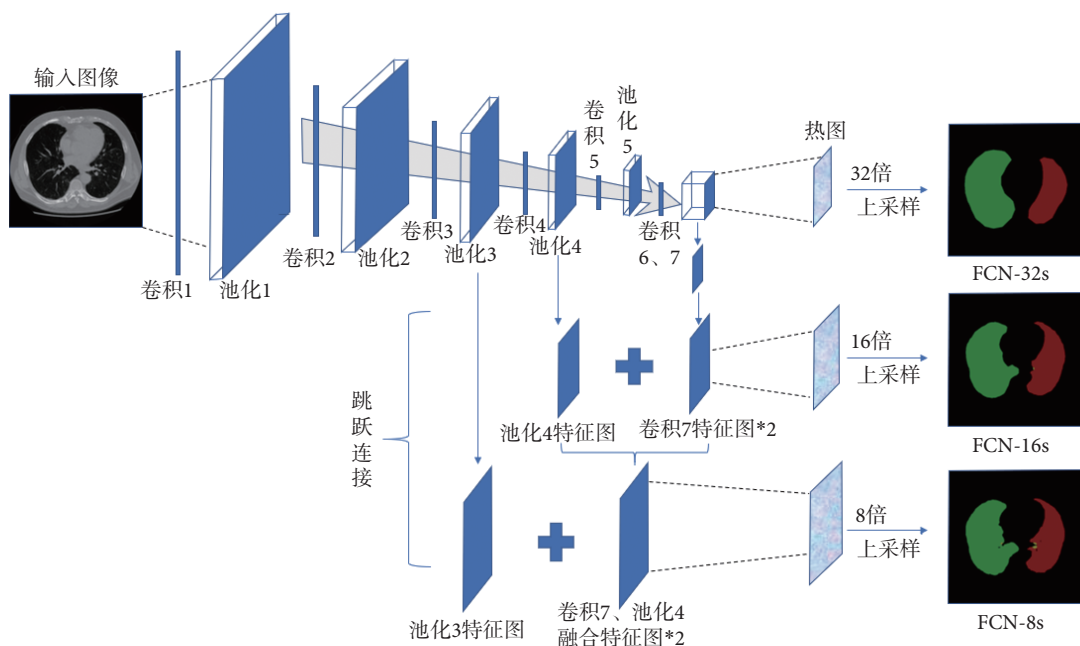 输入图像
卷积1
池化1
卷积2
池化2
卷积3
池化3
卷积4
池化4
卷积5
池化5
卷积
6、7
热图
32倍
上采样
FCN-32s
跳跃连接
池化4特征图
卷积7特征图*2
16倍
上采样
FCN-16s
池化3特征图
卷积7、池化4
融合特征图*2
8倍
上采样
FCN-8s